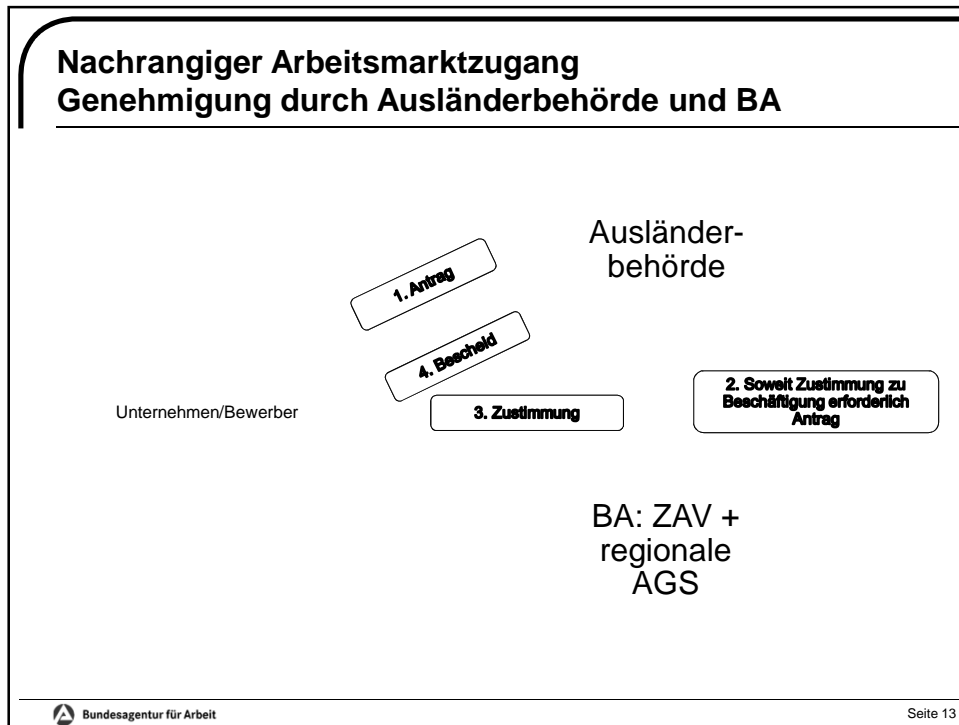 Nachrangiger Arbeitsmarktzugang
Genehmigung durch Ausländerbehörde und BA
Ausländer-
behörde
1. Antrag
4. Bescheid
Unternehmen/Bewerber
3. Zustimmung
2. Soweit Zustimmung zu
Beschäftigung erforderlich
Antrag
BA: ZAV +
regionale
AGS
Bundesagentur für Arbeit
Seite 13